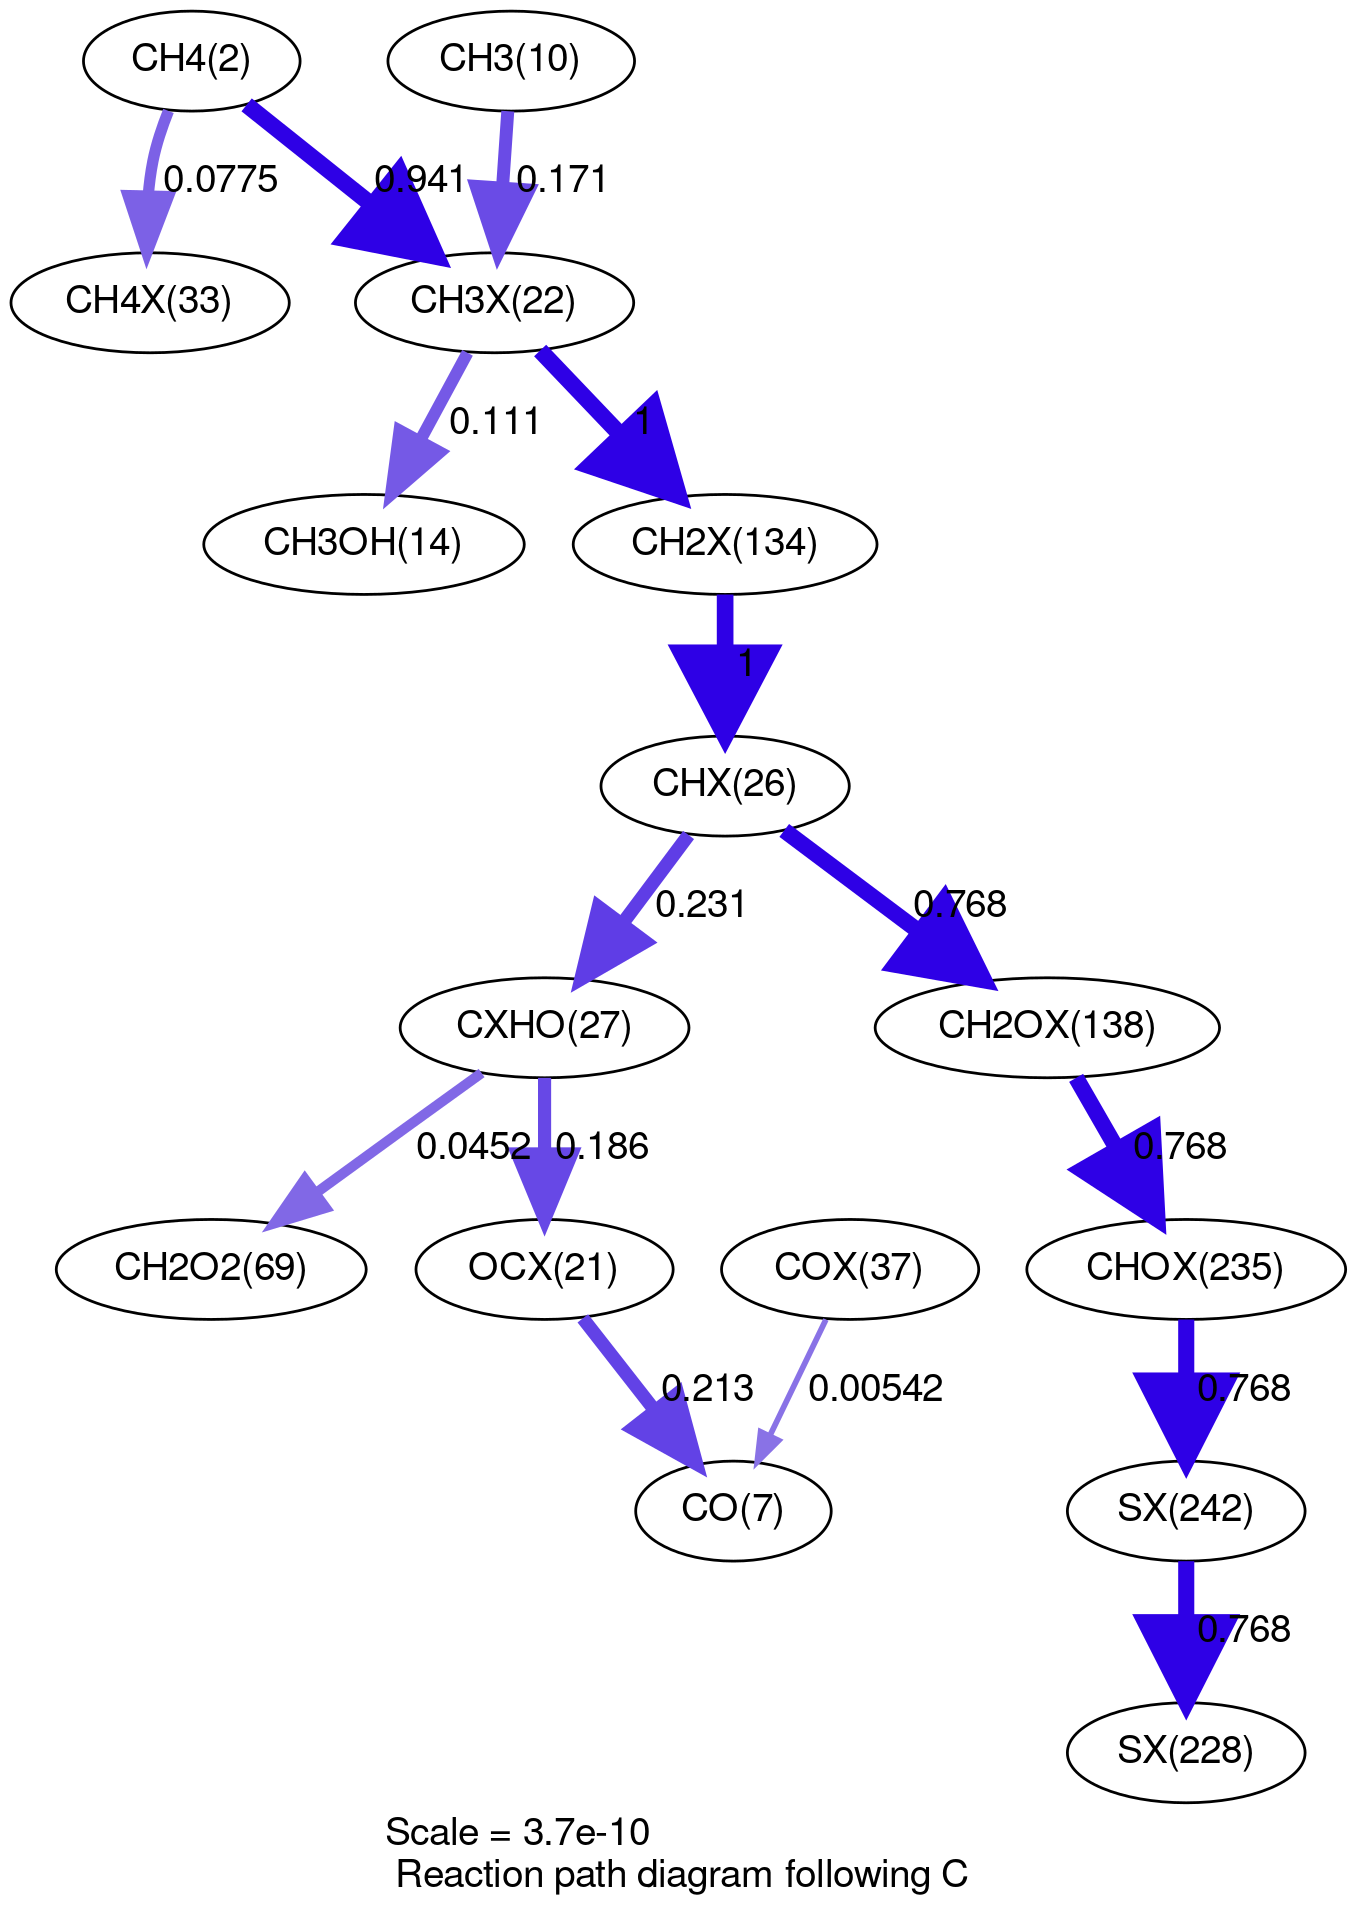 CH4(2)
CH3(10)
0.0775
0.941
0.171
CH4X(33)
CH3X(22)
0.111
1
CH3OH(14)
CH2X(134)
1
CHX(26)
0.231
0.768
CXHO(27)
CH2OX(138)
0.0452
0.186
0.768
CH2O2(69)
OCX(21)
COX(37)
CHOX(235)
0.213
0.00542
0.768
CO(7)
SX(242)
0.768
SX(228)
Scale = 3.7e-10
Reaction path diagram following C